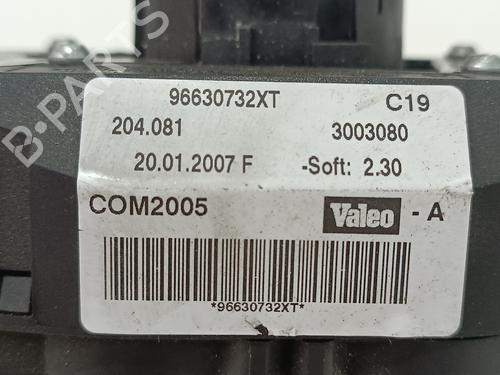 96630732XT C19
204.081 3003080
20.01.2007 F -Soft: 2.30
COM2005 Valeo - A
*96630732XT*
B-PARTS